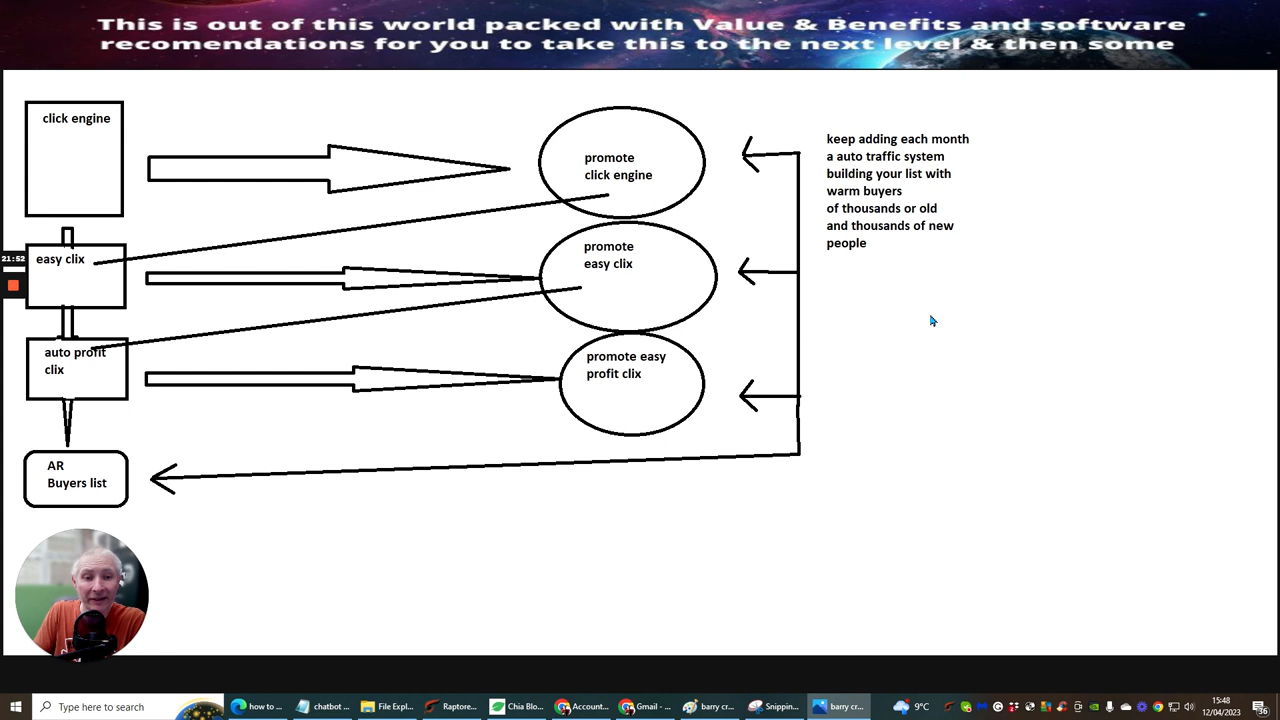 This is out of this world packed with Value & Benefits and software
recomendations for you to take this to the next level & then some
click engine
promote
click engine
keep adding each month
a auto traffic system
building your list with
warm buyers
of thousands or old
and thousands of new
people
21:52
easy clix
promote
easy clix
auto profit
clix
promote easy
profit clix
AR
Buyers list
Type here to search
how to ...
chatbot ...
File Expl...
Raptore...
Chia Blo...
Account...
Gmail - ...
barry cr...
Snippin...
barry cr...
9°C
15:48
12/04/2023